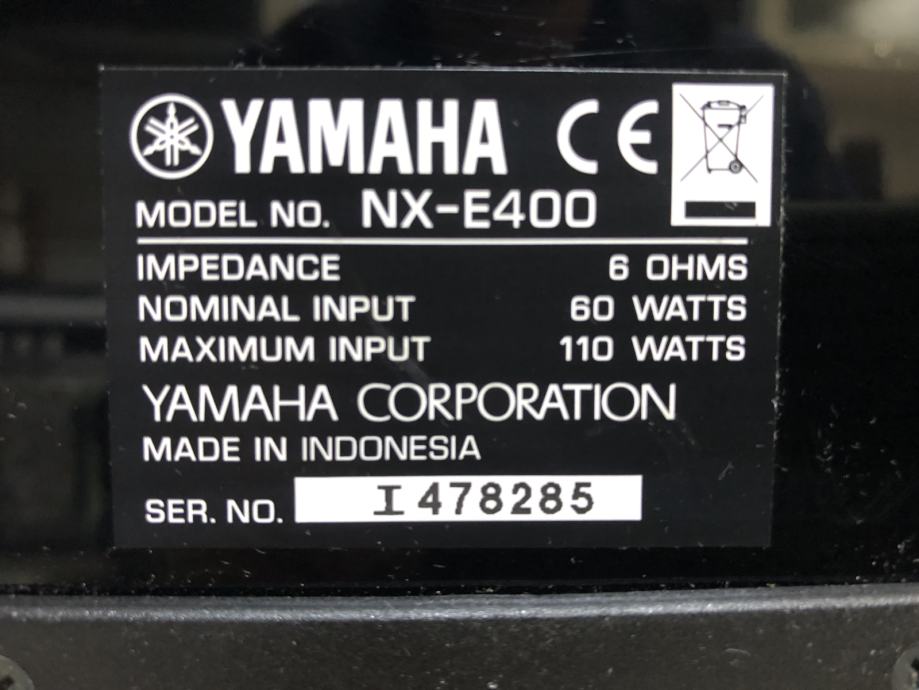 YAMAHA CE
MODEL NO. NX-E400
IMPEDANCE 6 OHMS
NOMINAL INPUT 60 WATTS
MAXIMUM INPUT 110 WATTS
YAMAHA CORPORATION
MADE IN INDONESIA
SER. NO. I478285